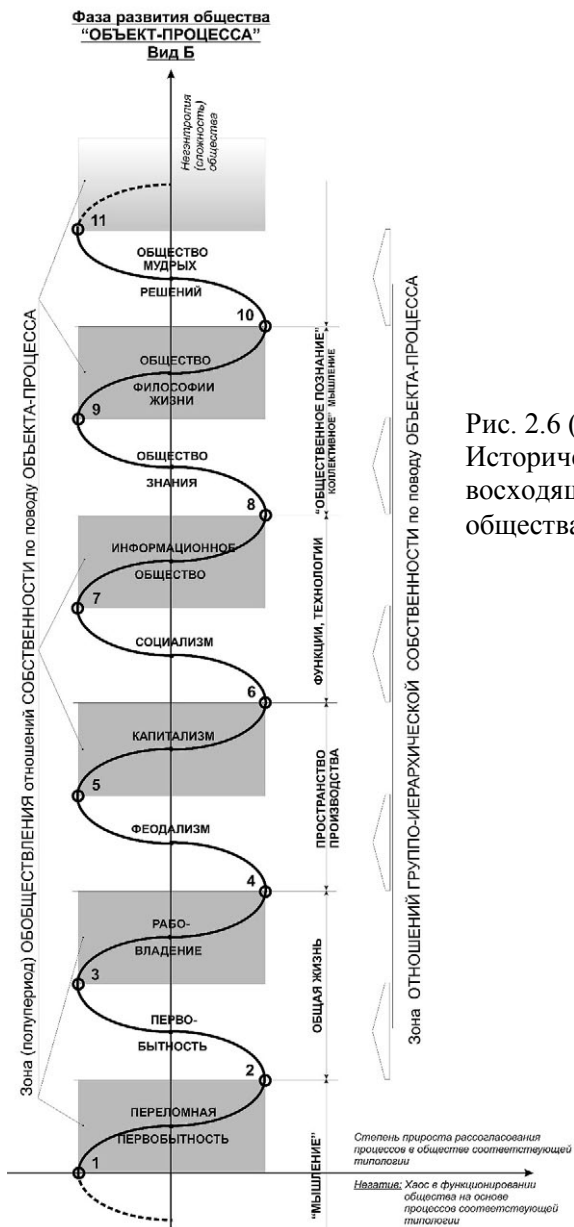 Фаза развития общества
“ОБЪЕКТ-ПРОЦЕССА”
Вид Б
Негэнтропия
(сложность)
общества
11
ОБЩЕСТВО
МУДРЫХ
РЕШЕНИЙ
10
ОБЩЕСТВО
ФИЛОСОФИИ
ЖИЗНИ
9
ОБЩЕСТВО
ЗНАНИЯ
8
ИНФОРМАЦИОННОЕ
ОБЩЕСТВО
7
СОЦИАЛИЗМ
6
КАПИТАЛИЗМ
5
ФЕОДАЛИЗМ
4
РАБО-
ВЛАДЕНИЕ
3
ПЕРВО-
БЫТНОСТЬ
2
ПЕРЕЛОМНАЯ
ПЕРВОБЫТНОСТЬ
1
Зона (полупериод) ОБОБЩЕСТВЛЕНИЯ отношений СОБСТВЕННОСТИ по поводу ОБЪЕКТА-ПРОЦЕССА
“ОБЩЕСТВЕННОЕ ПОЗНАНИЕ”
КОЛЛЕКТИВНОЕ" МЫШЛЕНИЕ
ФУНКЦИИ, ТЕХНОЛОГИИ
ПРОСТРАНСТВО
ПРОИЗВОДСТВА
ОБЩАЯ ЖИЗНЬ
“МЫШЛЕНИЕ”
Зона ОТНОШЕНИЙ ГРУППО-ИЕРАРХИЧЕСКОЙ СОБСТВЕННОСТИ по поводу ОБЪЕКТА-ПРОЦЕССА
Рис. 2.6 (
Историче
восходящ
общества
Степень прироста рассогласования
процессов в обществе соответствующей
типологии
Негатив: Хаос в функционировании
общества на основе
процессов соответствующей
типологии